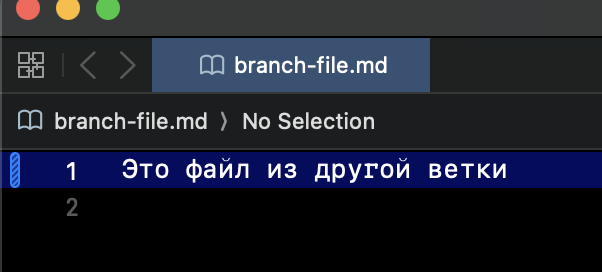 branch-file.md
branch-file.md 〉 No Selection
1 Это файл из другой ветки
2